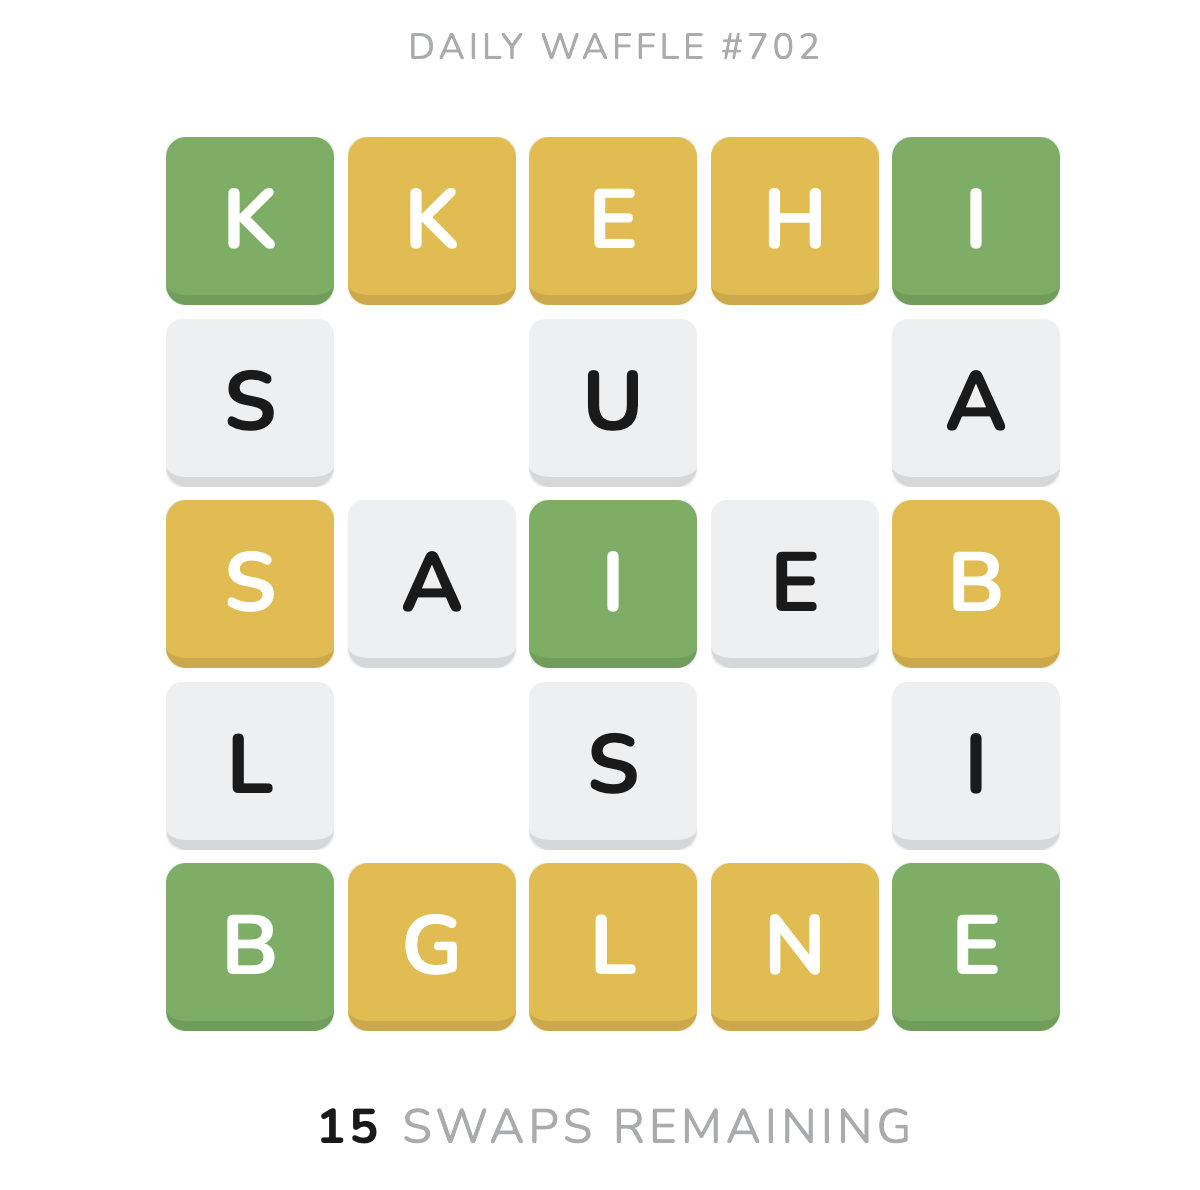 DAILY WAFFLE #702
K K E H I
S U A
S A I E B
L S I
B G L N E
15 SWAPS REMAINING